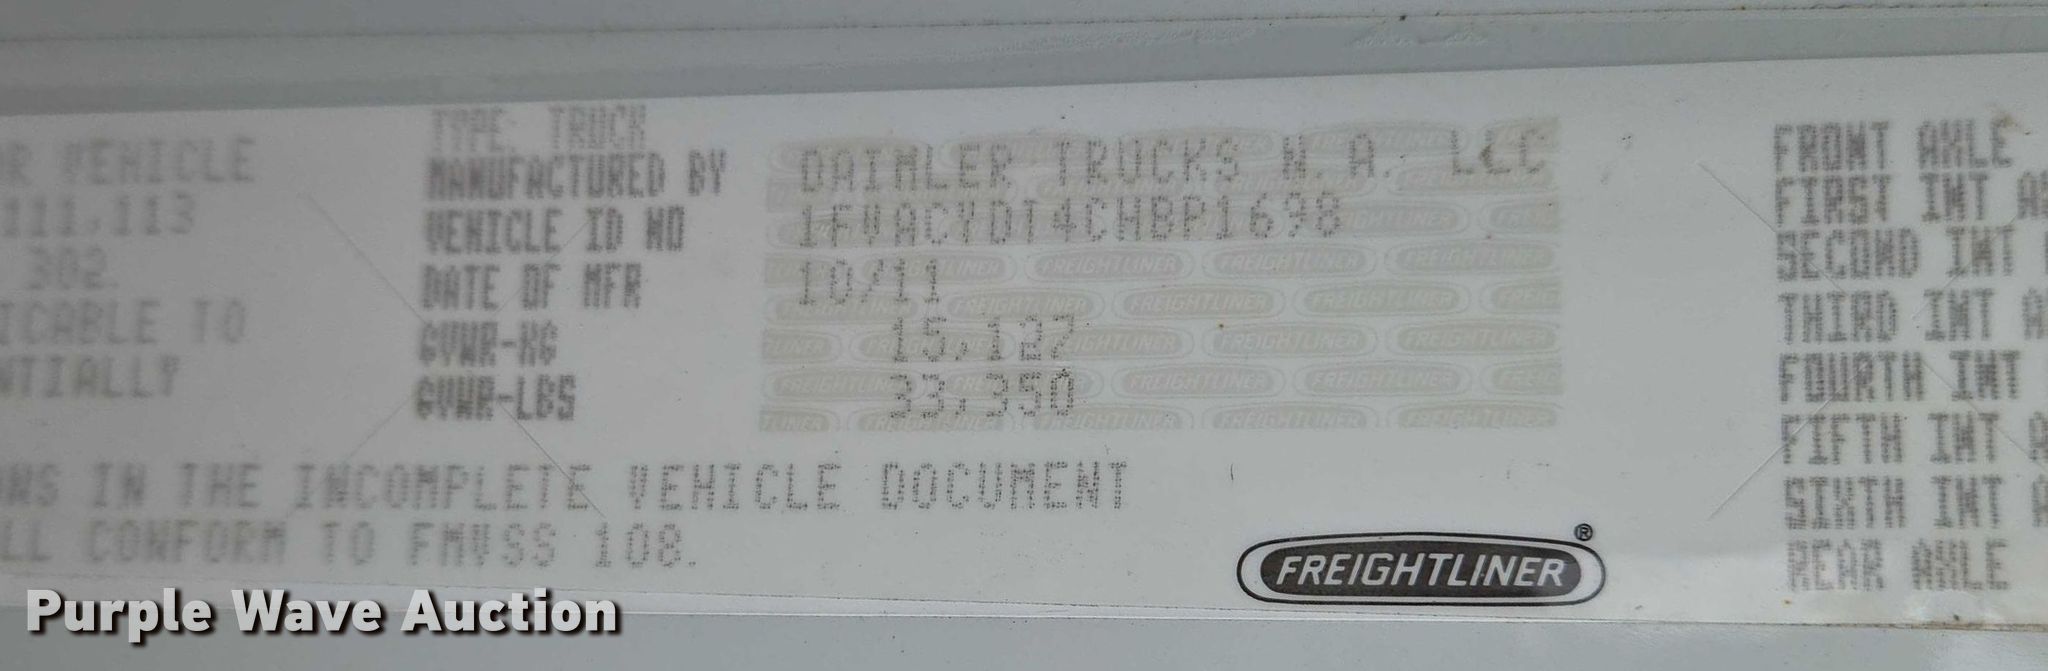 OR VEHICLE
111,113
302.
ICABLE TO
NTIALLY
TYPE: TRUCK
MANUFACTURED BY DAIMLER TRUCKS N.A. LLC
VEHICLE ID NO 1FVACYDT4CHBP1698
DATE OF MFR 10/11
GVWR-KG 15,127
GVWR-LBS 33,350
ONS IN THE INCOMPLETE VEHICLE DOCUMENT
LL CONFORM TO FMVSS 108.
FREIGHTLINER®
FRONT AXLE
FIRST INT A
SECOND INT
THIRD INT A
FOURTH INT
FIFTH INT A
SIXTH INT A
REAR AXLE
Purple Wave Auction